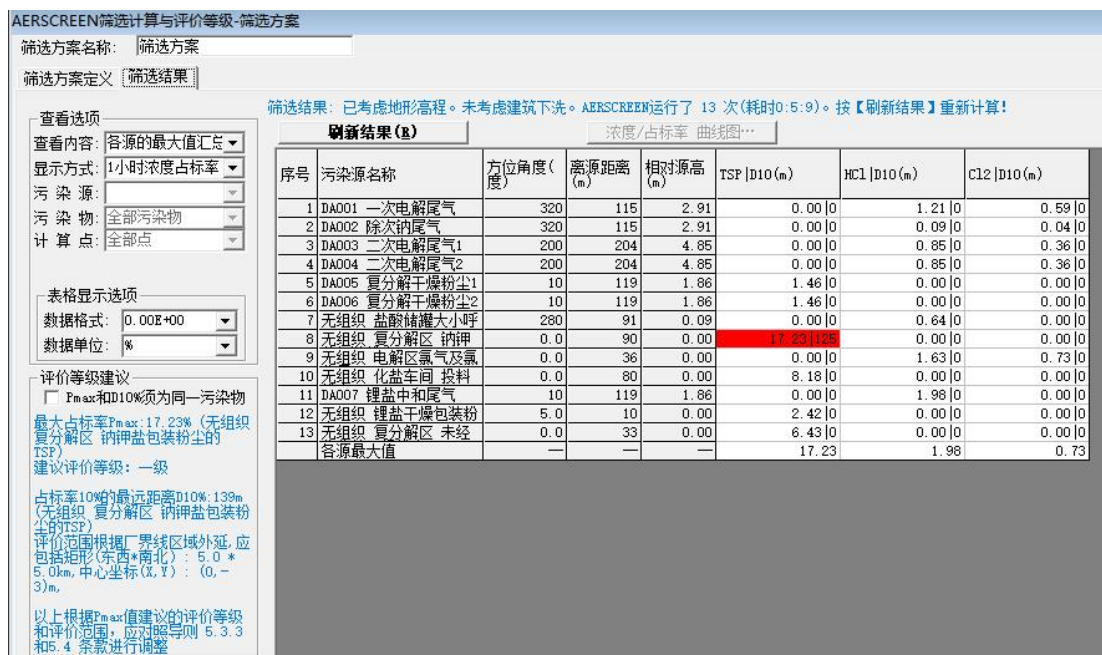 AERSCREEN筛选计算与评价等级-筛选方案
筛选方案名称: 筛选方案
筛选方案定义 筛选结果
查看选项
查看内容: 各源的最大值汇总
显示方式: 1小时浓度占标率
污 染 源:
污 染 物: 全部污染物
计 算 点: 全部点
表格显示选项
数据格式: 0.00E+00
数据单位: %
评价等级建议
Pmax和D10%须为同一污染物
最大占标率Pmax:17.23% (无组织
复分解区 钠钾盐包装粉尘的
TSP)
建议评价等级: 一级
占标率10%的最远距离D10%:139m
(无组织 复分解区 钠钾盐包装粉
尘的TSP)
评价范围根据厂界线区域外延,应
包括矩形(东西*南北): 5.0 *
5.0km,中心坐标(X,Y): (0,-
3)m,
以上根据Pmax值建议的评价等级
和评价范围,应对照导则 5.3.3
和5.4 条款进行调整
筛选结果: 已考虑地形高程。未考虑建筑下洗。AERSCREEN运行了 13 次(耗时0:5:9)。按【刷新结果】重新计算!
刷新结果(R) 浓度/占标率 曲线图…
序号 污染源名称 方位角度(度) 离源距离(m) 相对源高(m) TSP|D10(m) HCl|D10(m) Cl2|D10(m)
1 DA001 一次电解尾气 320 115 2.91 0.00|0 1.21|0 0.59|0
2 DA002 除次钠尾气 320 115 2.91 0.00|0 0.09|0 0.04|0
3 DA003 二次电解尾气1 200 204 4.85 0.00|0 0.85|0 0.36|0
4 DA004 二次电解尾气2 200 204 4.85 0.00|0 0.85|0 0.36|0
5 DA005 复分解干燥粉尘1 10 119 1.86 1.46|0 0.00|0 0.00|0
6 DA006 复分解干燥粉尘2 10 119 1.86 1.46|0 0.00|0 0.00|0
7 无组织 盐酸储罐大小呼 280 91 0.09 0.00|0 0.64|0 0.00|0
8 无组织 复分解区 钠钾 0.0 90 0.00 17.23|125 0.00|0 0.00|0
9 无组织 电解区氯气及氯 0.0 36 0.00 0.00|0 1.63|0 0.73|0
10 无组织 化盐车间 投料 0.0 80 0.00 8.18|0 0.00|0 0.00|0
11 DA007 锂盐中和尾气 10 119 1.86 0.00|0 1.98|0 0.00|0
12 无组织 锂盐干燥包装粉 5.0 10 0.00 2.42|0 0.00|0 0.00|0
13 无组织 复分解区 未经 0.0 33 0.00 6.43|0 0.00|0 0.00|0
各源最大值 — — — 17.23 1.98 0.73